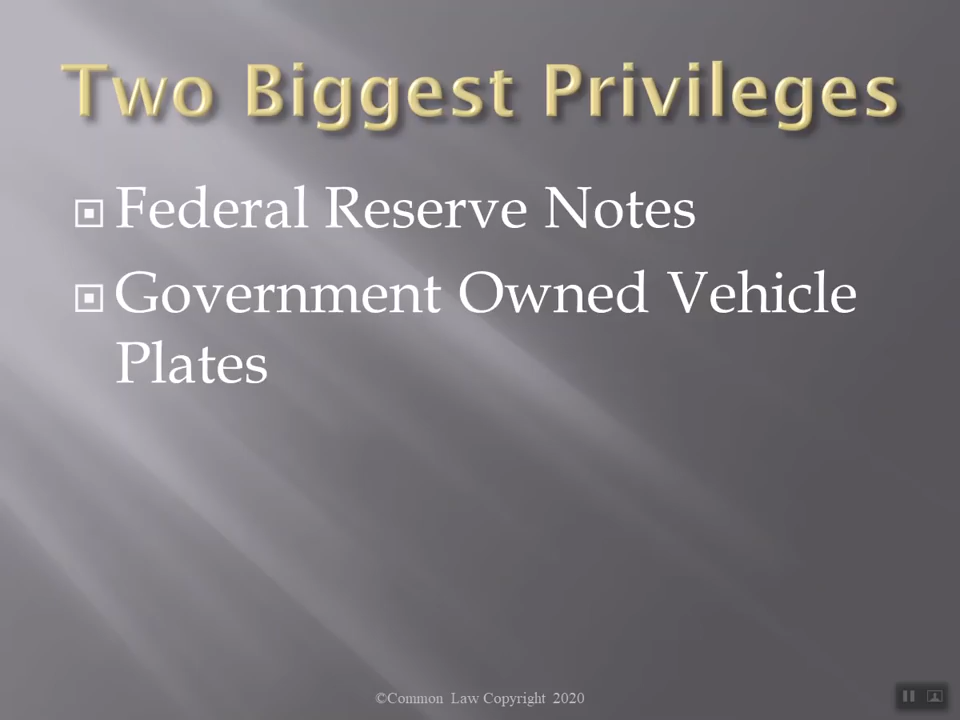 Two Biggest Privileges
Federal Reserve Notes
Government Owned Vehicle
Plates
©Common Law Copyright 2020